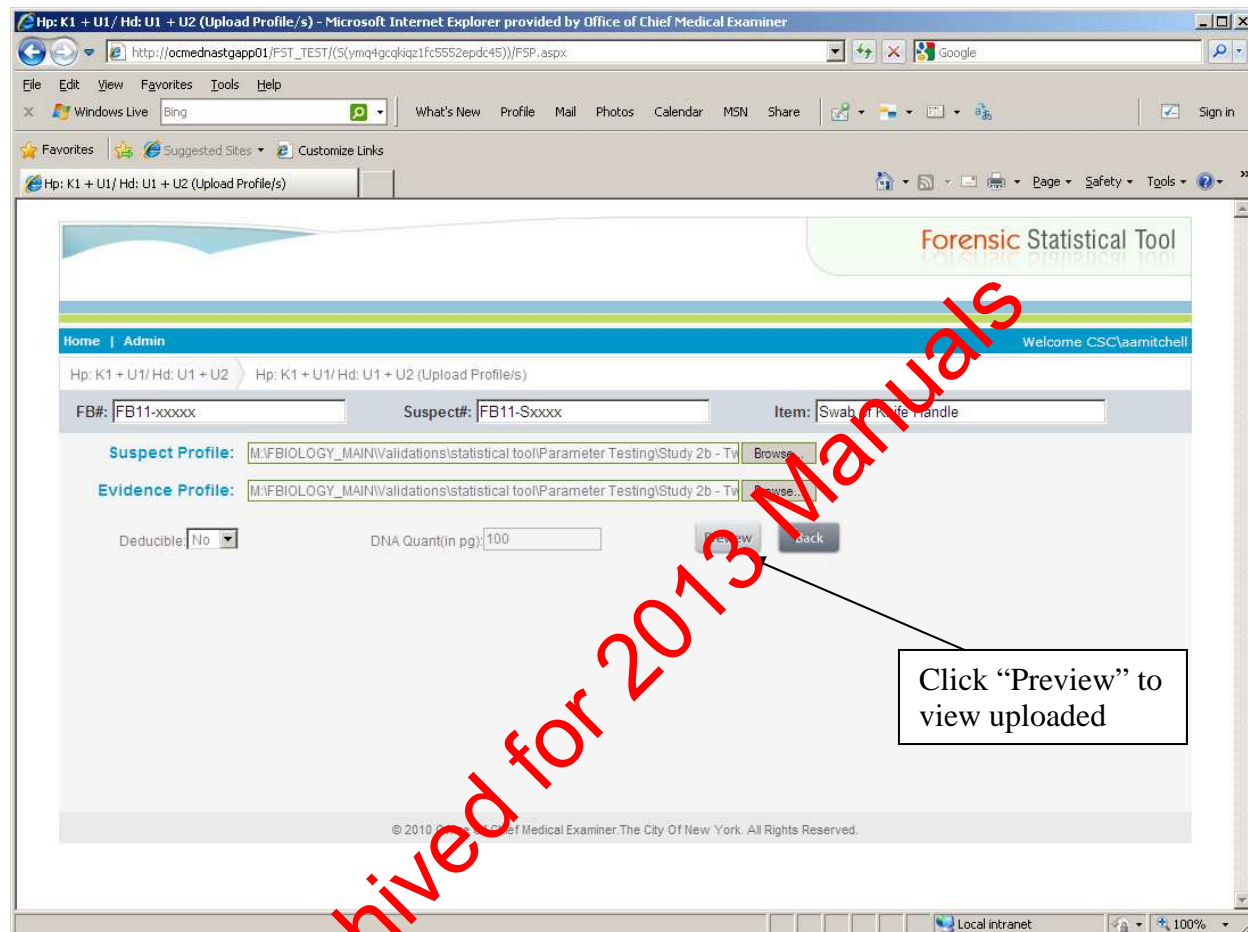 Hp: K1 + U1/ Hd: U1 + U2 (Upload Profile/s) - Microsoft Internet Explorer provided by Office of Chief Medical Examiner
http://ocmednastgapp01/FST_TEST/(S(ymq4gcqkiqz1fc5552epdc45))/FSP.aspx
Google
File Edit View Favorites Tools Help
x Windows Live Bing What's New Profile Mail Photos Calendar MSN Share Sign in
Favorites Suggested Sites Customize Links
Hp: K1 + U1/ Hd: U1 + U2 (Upload Profile/s) Page Safety Tools »
Forensic Statistical Tool
Home | Admin Welcome CSC\aamitchell
Hp: K1 + U1/ Hd: U1 + U2 Hp: K1 + U1/ Hd: U1 + U2 (Upload Profile/s)
FB#: FB11-xxxxx Suspect#: FB11-Sxxxx Item: Swab of Knife Handle
Suspect Profile: M:\FBIOLOGY_MAIN\Validations\statistical tool\Parameter Testing\Study 2b - Tw Browse...
Evidence Profile: M:\FBIOLOGY_MAIN\Validations\statistical tool\Parameter Testing\Study 2b - Tw Browse...
Deducible: No DNA Quant(in pg): 100 Preview Back
Click “Preview” to
view uploaded
© 2010 Office of Chief Medical Examiner.The City Of New York. All Rights Reserved.
Local intranet 100%
hived for 2013 Manuals